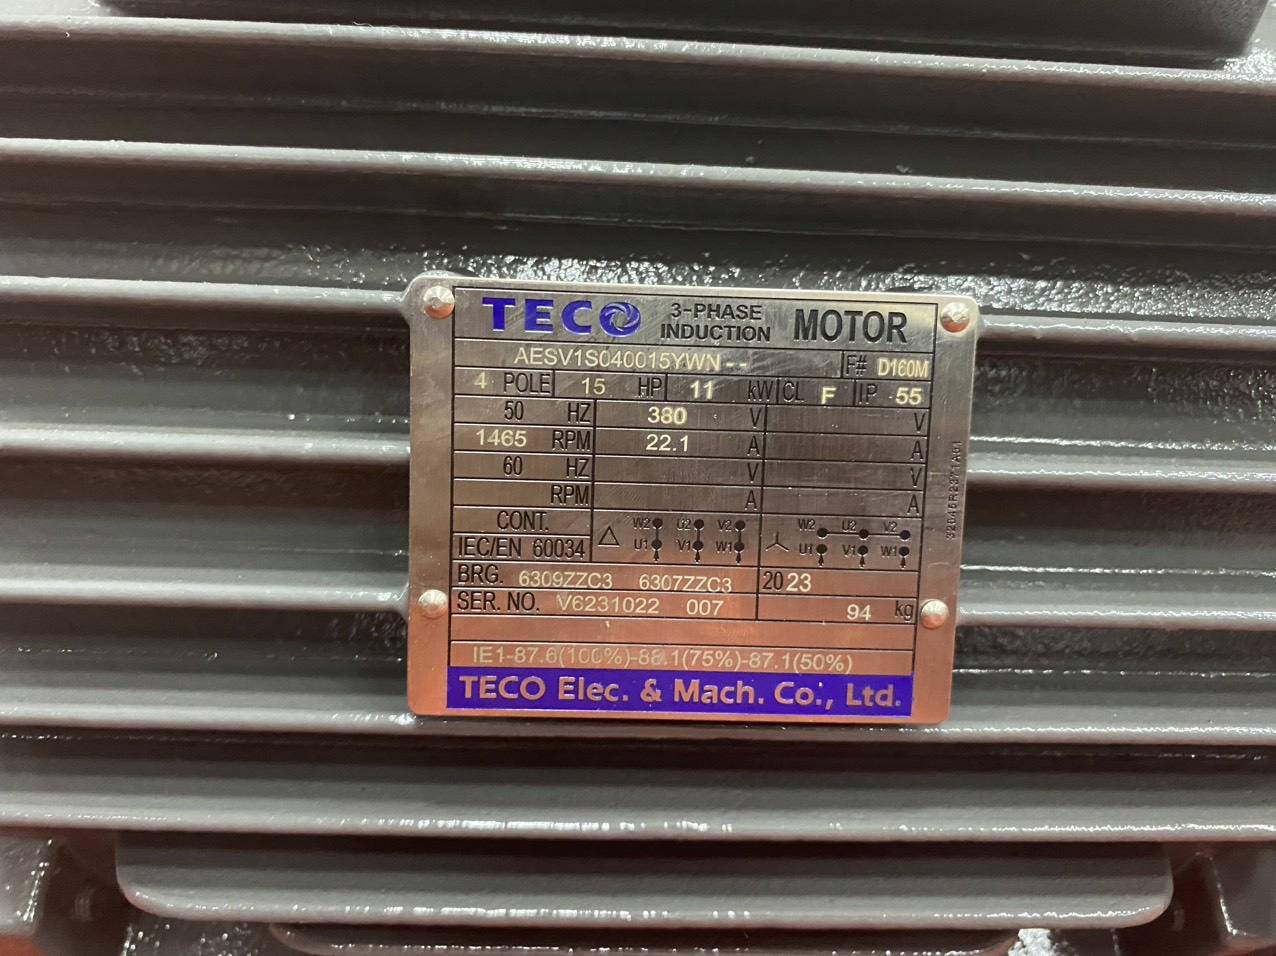 TECO 3-PHASE INDUCTION MOTOR
AESV1S040015YWN-- F# D160M
4 POLE 15 HP 11 kW CL F IP 55
50 HZ 380 V V
1465 RPM 22.1 A A
60 HZ V V
RPM A A
CONT. △ W2 U2 V2 W2 U2 V2
IEC/EN 60034 U1 V1 W1 U1 V1 W1
BRG. 6309ZZC3 6307ZZC3 2023
SER. NO. V6231022 007 94 kg
IE1-87.6(100%)-88.1(75%)-87.1(50%)
TECO Elec. & Mach. Co., Ltd.